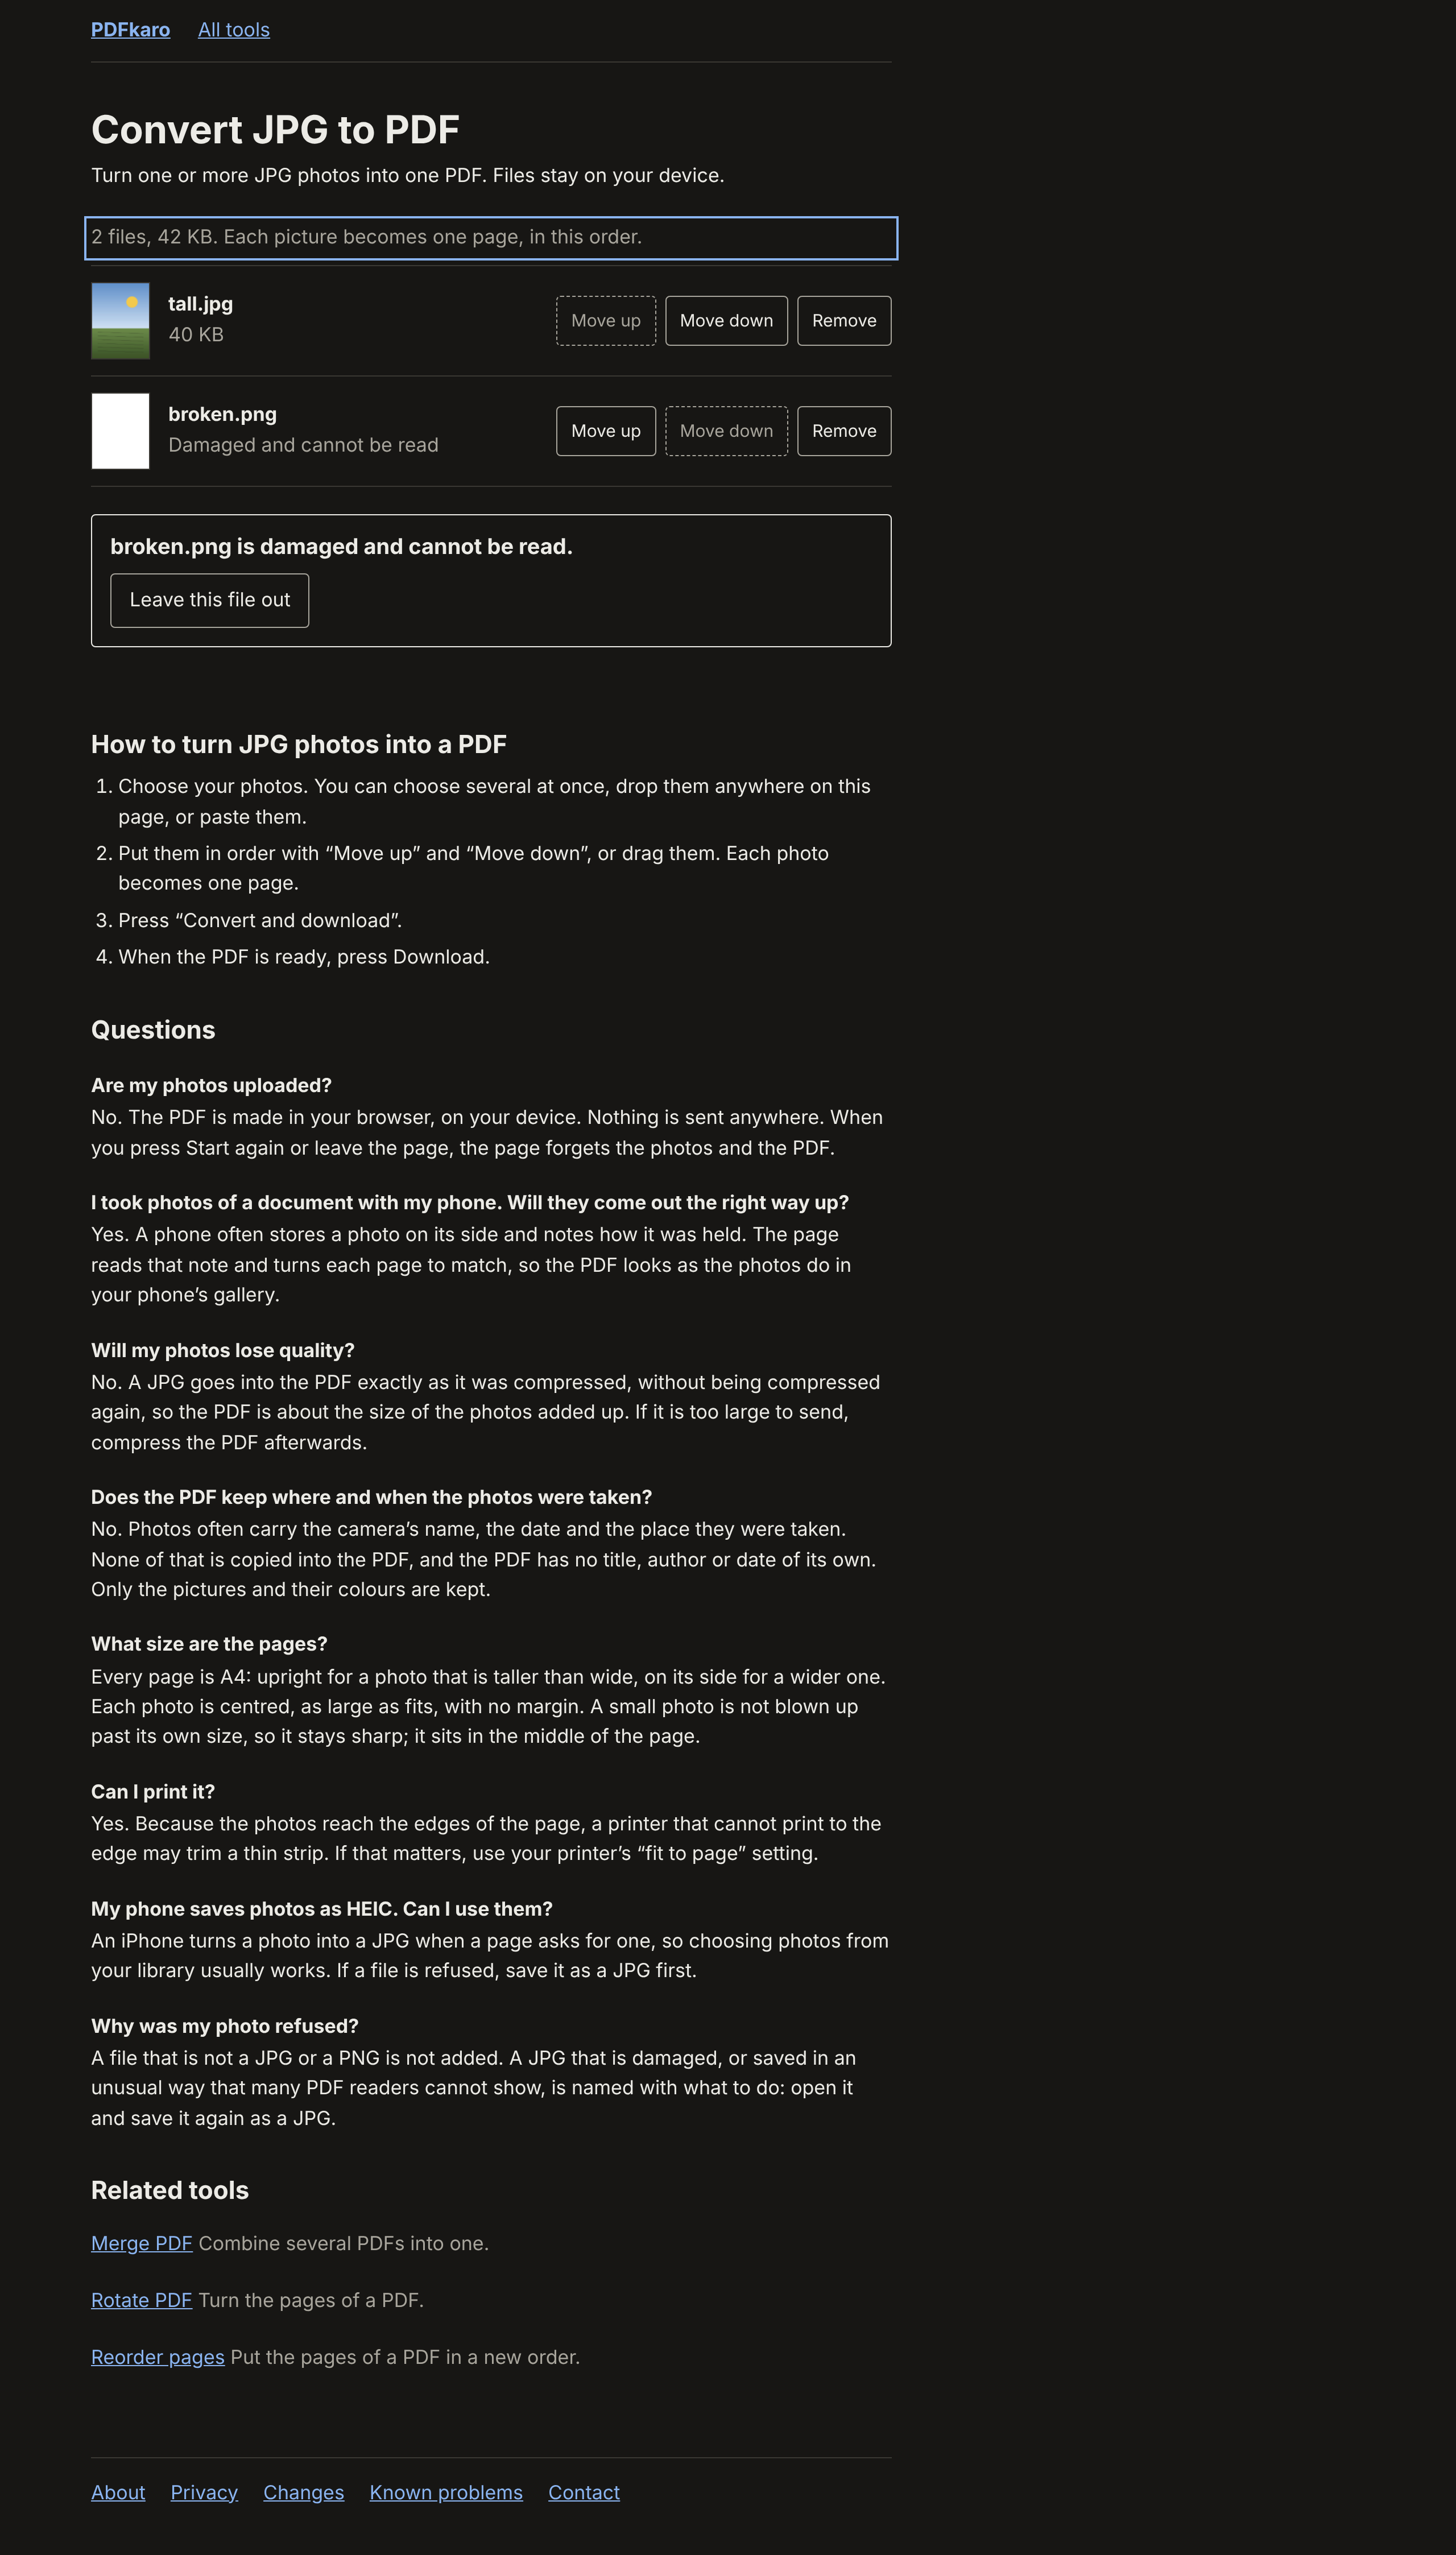 PDFkaro All tools
Convert JPG to PDF
Turn one or more JPG photos into one PDF. Files stay on your device.
2 files, 42 KB. Each picture becomes one page, in this order.
tall.jpg
40 KB
Move up Move down Remove
broken.png
Damaged and cannot be read
Move up Move down Remove
broken.png is damaged and cannot be read.
Leave this file out
How to turn JPG photos into a PDF
1. Choose your photos. You can choose several at once, drop them anywhere on this
page, or paste them.
2. Put them in order with “Move up” and “Move down”, or drag them. Each photo
becomes one page.
3. Press “Convert and download”.
4. When the PDF is ready, press Download.
Questions
Are my photos uploaded?
No. The PDF is made in your browser, on your device. Nothing is sent anywhere. When
you press Start again or leave the page, the page forgets the photos and the PDF.
I took photos of a document with my phone. Will they come out the right way up?
Yes. A phone often stores a photo on its side and notes how it was held. The page
reads that note and turns each page to match, so the PDF looks as the photos do in
your phone’s gallery.
Will my photos lose quality?
No. A JPG goes into the PDF exactly as it was compressed, without being compressed
again, so the PDF is about the size of the photos added up. If it is too large to send,
compress the PDF afterwards.
Does the PDF keep where and when the photos were taken?
No. Photos often carry the camera’s name, the date and the place they were taken.
None of that is copied into the PDF, and the PDF has no title, author or date of its own.
Only the pictures and their colours are kept.
What size are the pages?
Every page is A4: upright for a photo that is taller than wide, on its side for a wider one.
Each photo is centred, as large as fits, with no margin. A small photo is not blown up
past its own size, so it stays sharp; it sits in the middle of the page.
Can I print it?
Yes. Because the photos reach the edges of the page, a printer that cannot print to the
edge may trim a thin strip. If that matters, use your printer’s “fit to page” setting.
My phone saves photos as HEIC. Can I use them?
An iPhone turns a photo into a JPG when a page asks for one, so choosing photos from
your library usually works. If a file is refused, save it as a JPG first.
Why was my photo refused?
A file that is not a JPG or a PNG is not added. A JPG that is damaged, or saved in an
unusual way that many PDF readers cannot show, is named with what to do: open it
and save it again as a JPG.
Related tools
Merge PDF Combine several PDFs into one.
Rotate PDF Turn the pages of a PDF.
Reorder pages Put the pages of a PDF in a new order.
About Privacy Changes Known problems Contact